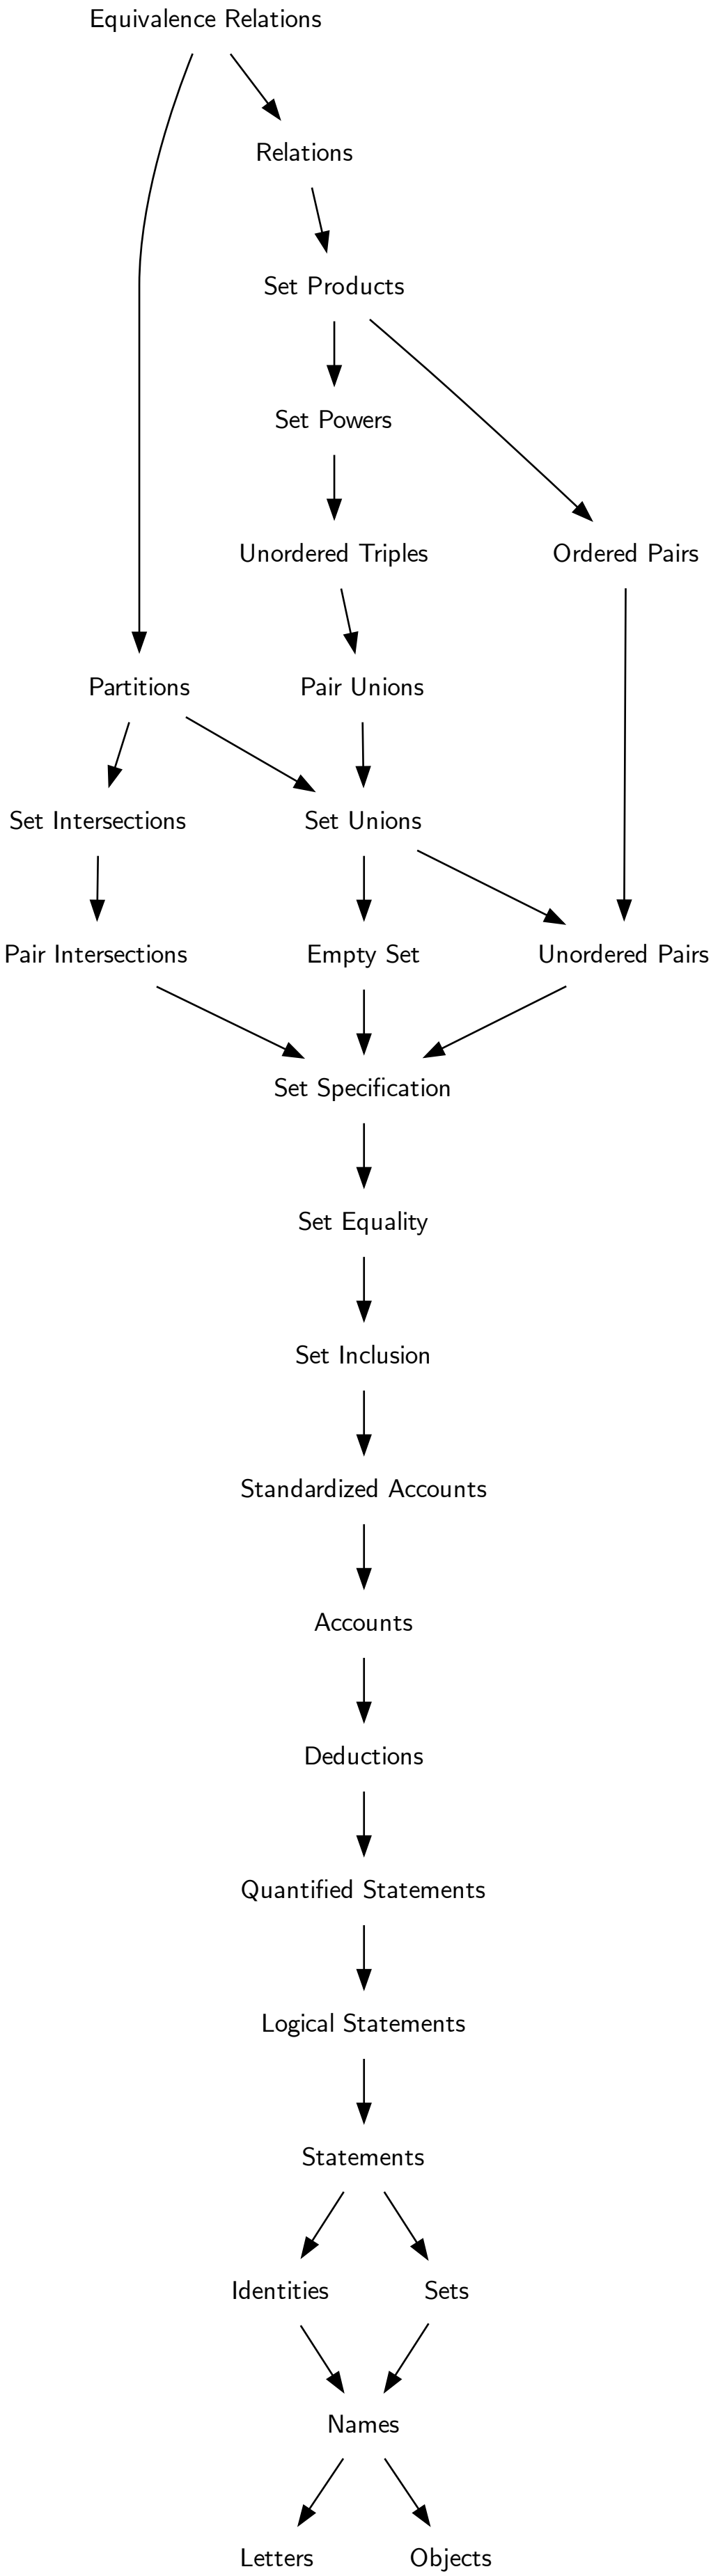 Equivalence Relations
Relations
Set Products
Set Powers
Unordered Triples
Ordered Pairs
Partitions
Pair Unions
Set Intersections
Set Unions
Pair Intersections
Empty Set
Unordered Pairs
Set Specification
Set Equality
Set Inclusion
Standardized Accounts
Accounts
Deductions
Quantified Statements
Logical Statements
Statements
Identities
Sets
Names
Letters
Objects